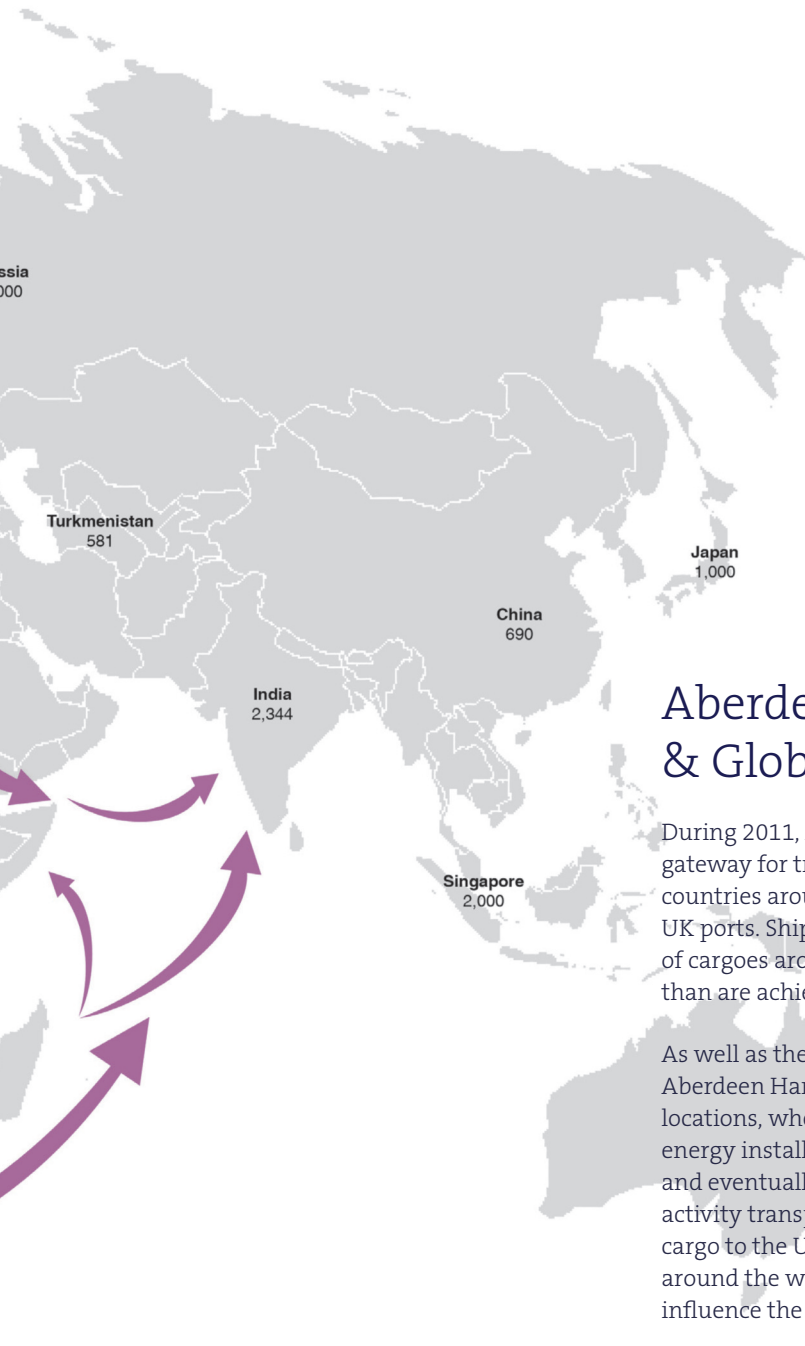 ssia
000
Turkmenistan
581
Japan
1,000
China
690
India
2,344
Singapore
2,000
Aberde
& Glob
During 2011,
gateway for tr
countries arou
UK ports. Ship
of cargoes aro
than are achie
As well as the
Aberdeen Har
locations, whe
energy install
and eventuall
activity transp
cargo to the U
around the w
influence the